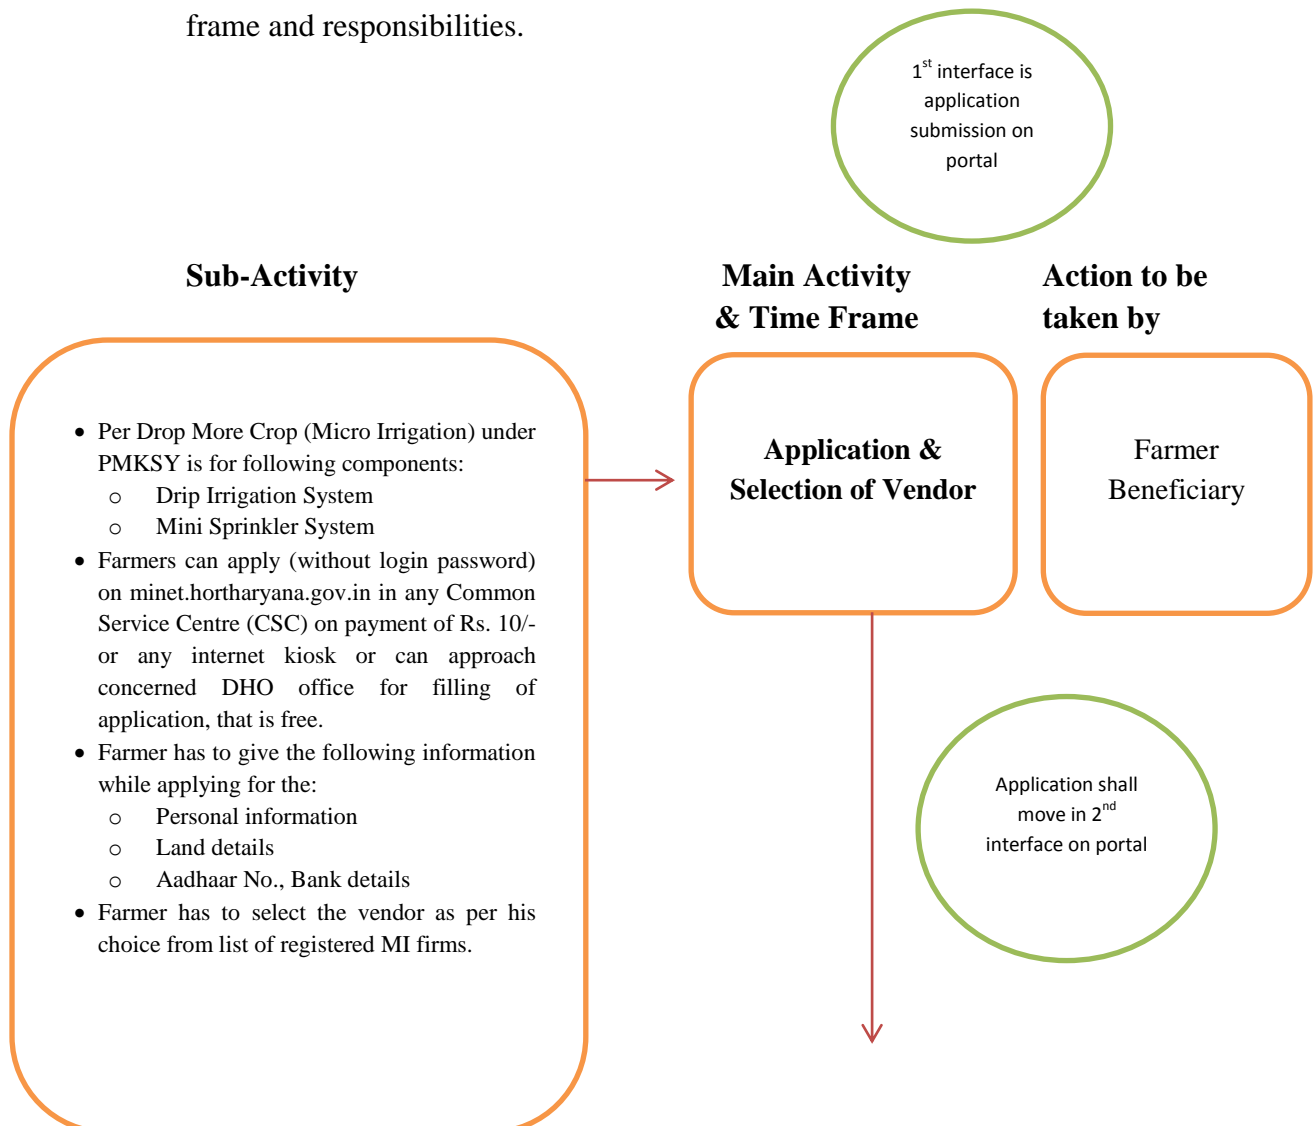 frame and responsibilities.
1st interface is
application
submission on
portal
Sub-Activity
Main Activity
& Time Frame
Action to be
taken by
• Per Drop More Crop (Micro Irrigation) under
PMKSY is for following components:
o Drip Irrigation System
o Mini Sprinkler System
• Farmers can apply (without login password)
on minet.hortharyana.gov.in in any Common
Service Centre (CSC) on payment of Rs. 10/-
or any internet kiosk or can approach
concerned DHO office for filling of
application, that is free.
• Farmer has to give the following information
while applying for the:
o Personal information
o Land details
o Aadhaar No., Bank details
• Farmer has to select the vendor as per his
choice from list of registered MI firms.
Application &
Selection of Vendor
Farmer
Beneficiary
Application shall
move in 2nd
interface on portal